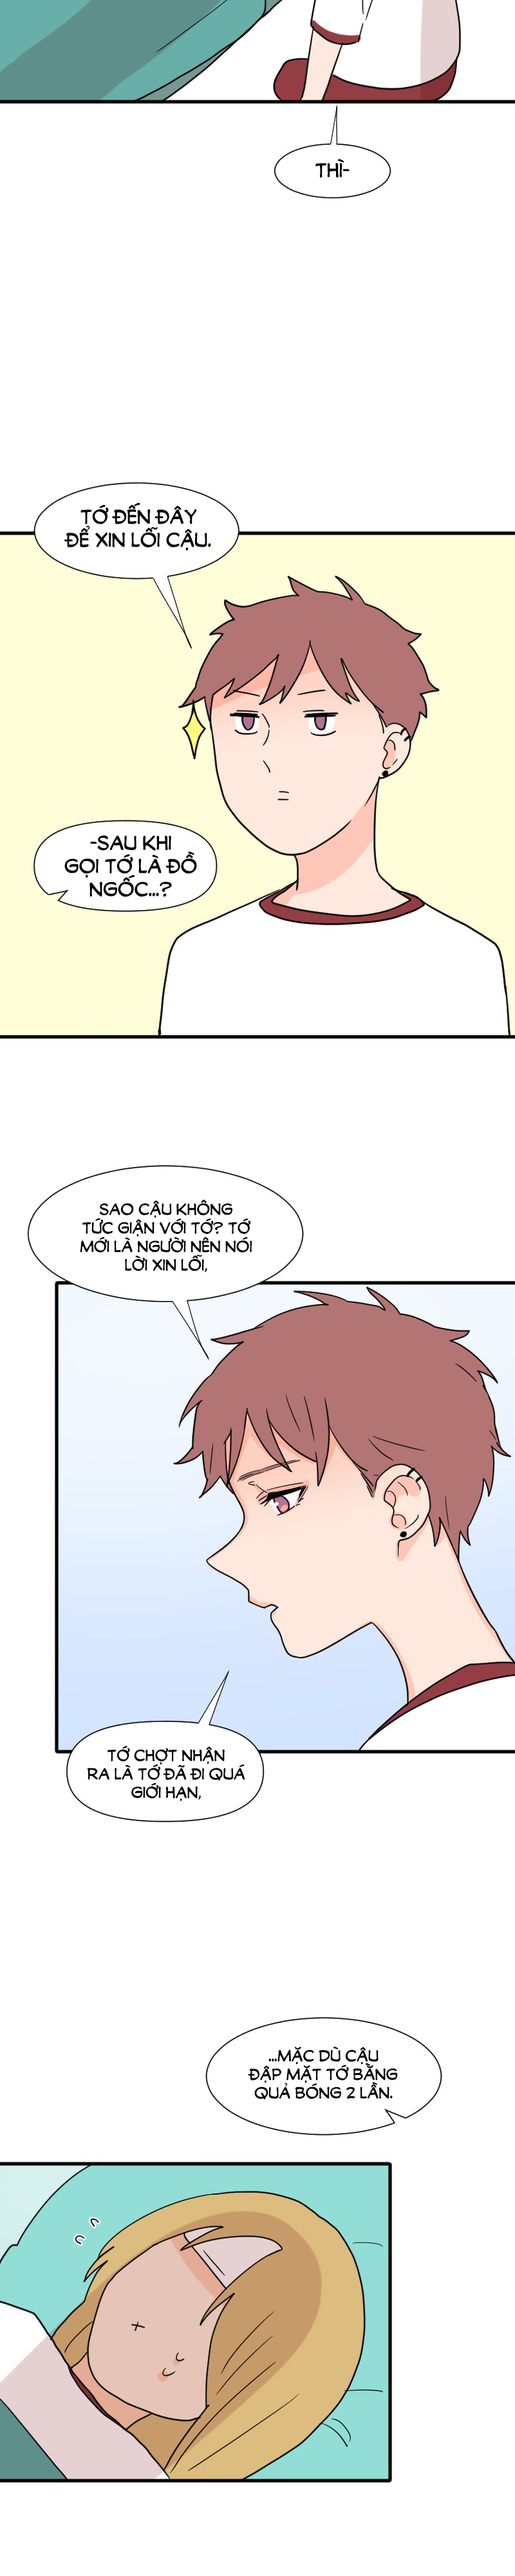 THÌ-
TỚ ĐẾN ĐÂY
ĐỂ XIN LỖI CẬU.
-SAU KHI
GỌI TỚ LÀ ĐỒ
NGỐC...?
SAO CẬU KHÔNG
TỨC GIẬN VỚI TỚ? TỚ
MỚI LÀ NGƯỜI NÊN NÓI
LỜI XIN LỖI,
TỚ CHỢT NHẬN
RA LÀ TỚ ĐÃ ĐI QUÁ
GIỚI HẠN,
...MẶC DÙ CẬU
ĐẬP MẶT TỚ BẰNG
QUẢ BÓNG 2 LẦN.